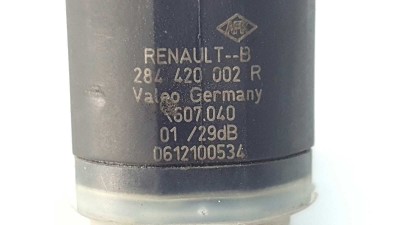 RENAULT--B
284 420 002 R
Valeo Germany
607.040
01 /29dB
0612100534